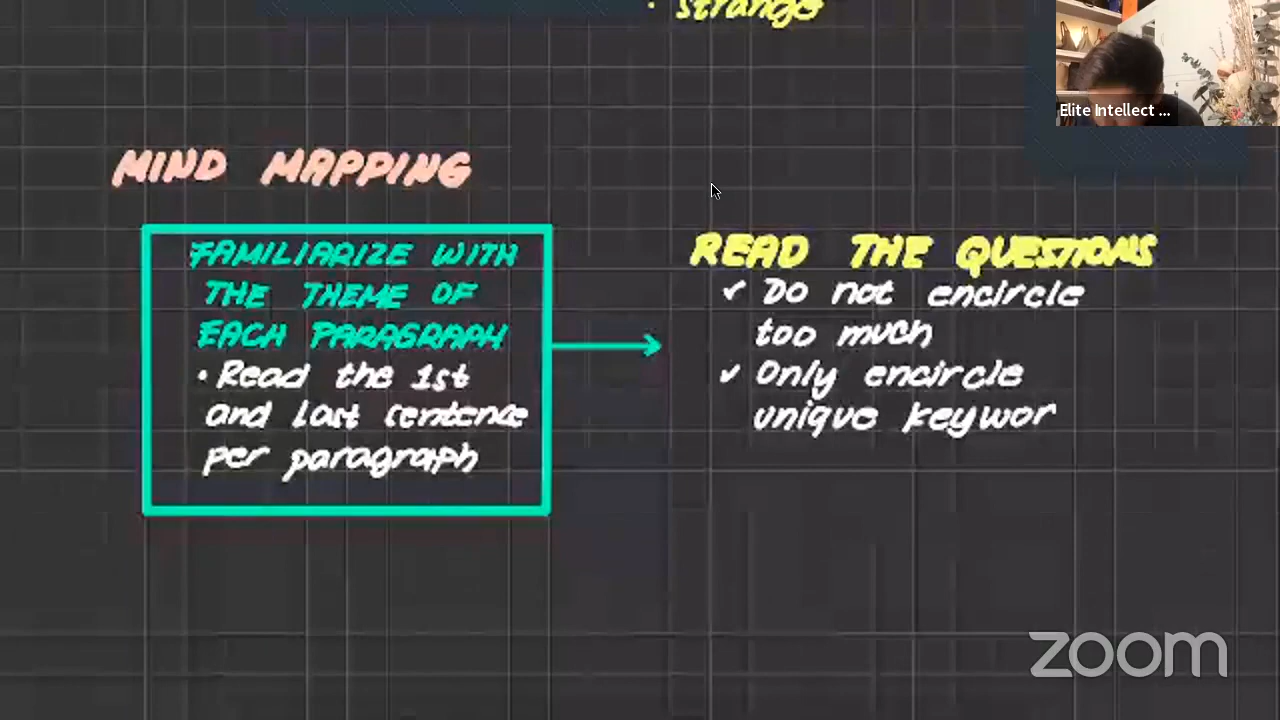 • strange
Elite Intellect ...
MIND MAPPING
FAMILIARIZE WITH
THE THEME OF
EACH PARAGRAPH
• Read the 1st
and last sentence
per paragraph
READ THE QUESTIONS
✓ Do not encircle
too much
✓ Only encircle
unique keywor
zoom